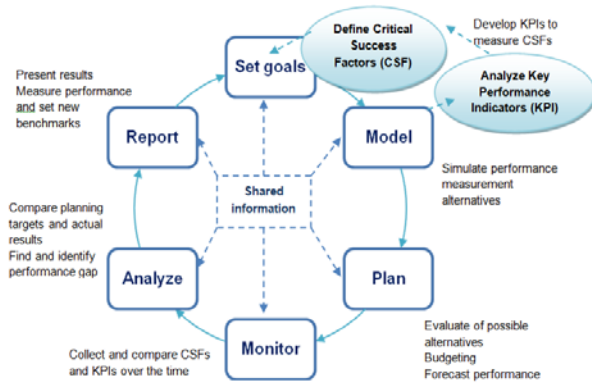 Define Critical
Success
Factors (CSF)
Develop KPIs to
measure CSFs
Set goals
Analyze Key
Performance
Indicators (KPI)
Present results
Measure performance
and set new
benchmarks
Report
Model
Shared
information
Simulate performance
measurement
alternatives
Compare planning
targets and actual
results
Find and identify
performance gap
Analyze
Plan
Monitor
Evaluate of possible
alternatives
Budgeting
Forecast performance
Collect and compare CSFs
and KPIs over the time